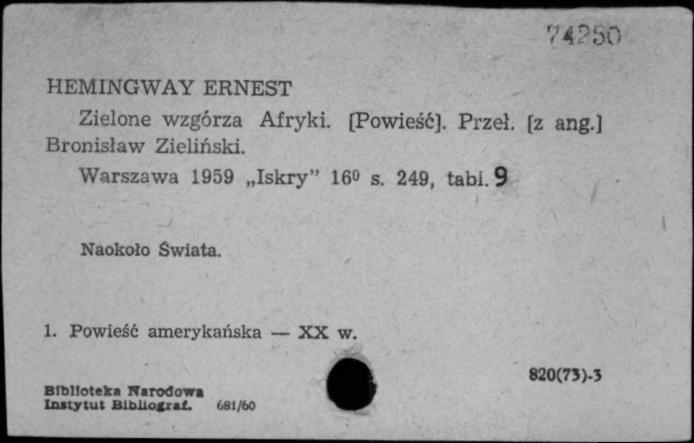 74250
HEMINGWAY ERNEST
Zielone wzgórza Afryki. [Powieść]. Przeł. [z ang.]
Bronisław Zieliński.
Warszawa 1959 „Iskry” 16⁰ s. 249, tabl. 9
Naokoło Świata.
1. Powieść amerykańska — XX w.
820(73)-3
Biblioteka Narodowa
Instytut Bibliograf. 681/60